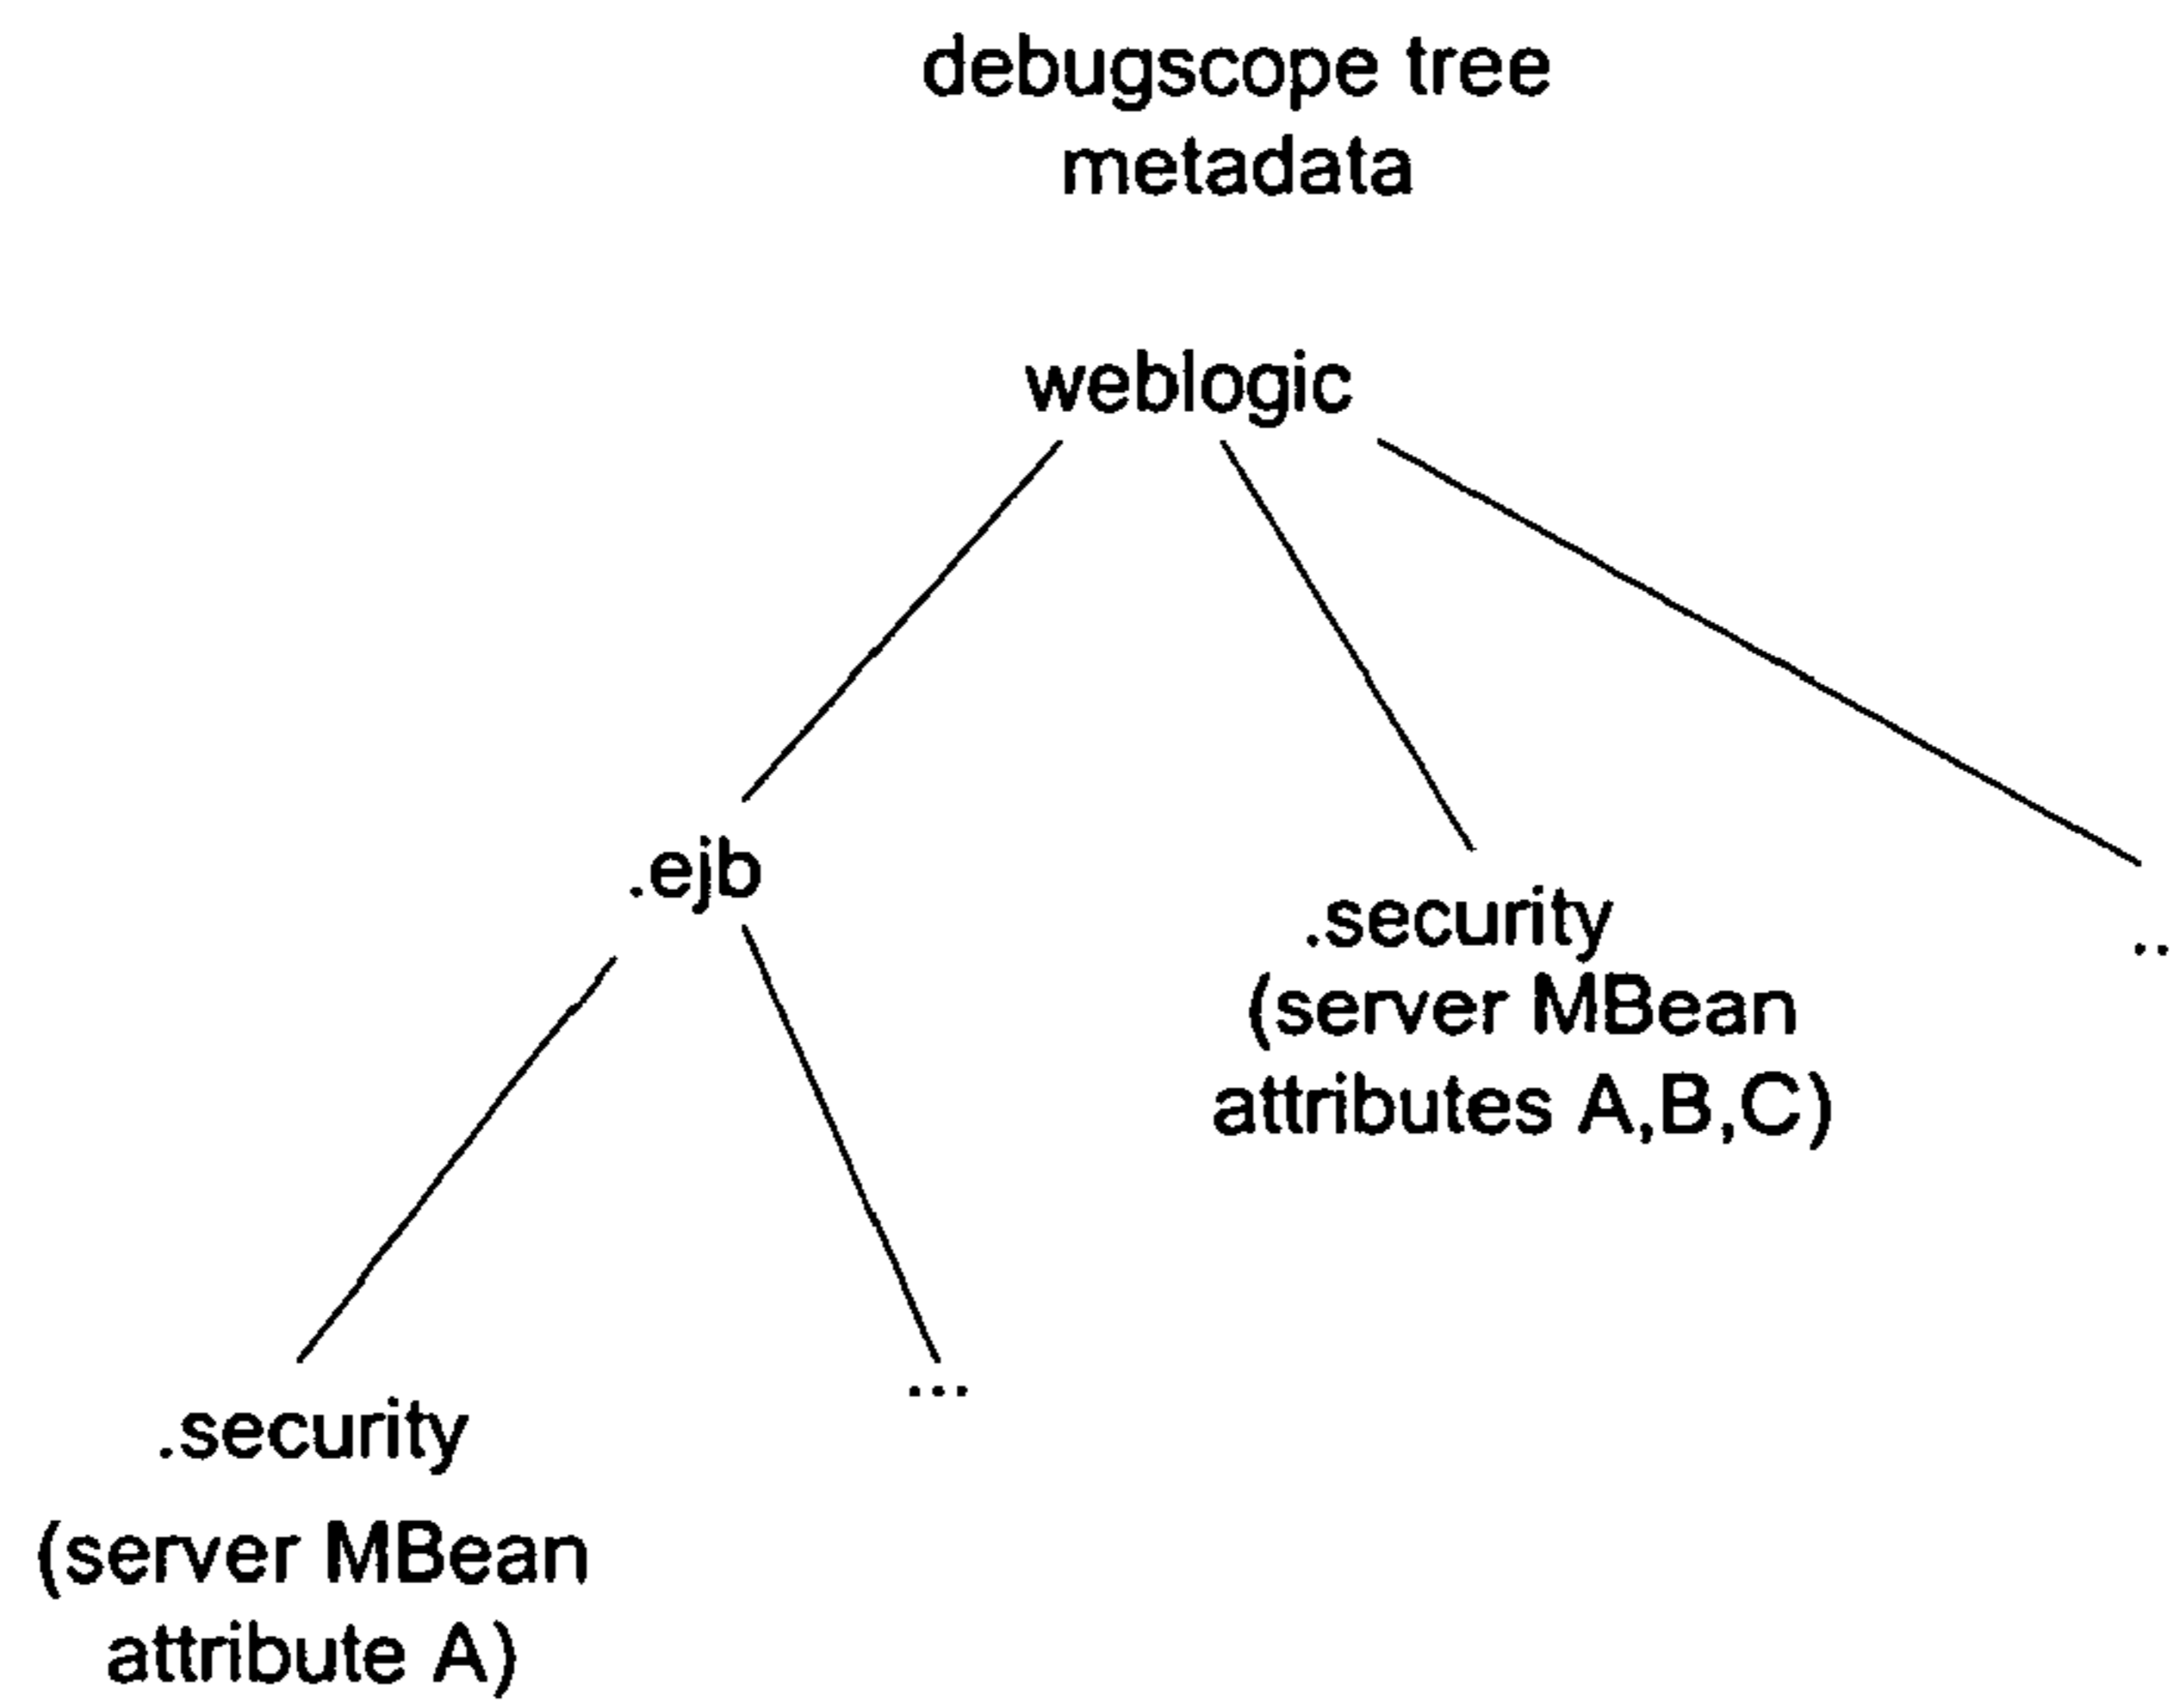 debugscope tree
metadata
weblogic
.ejb
.security
(server MBean
attributes A,B,C)
..
...
.security
(server MBean
attribute A)